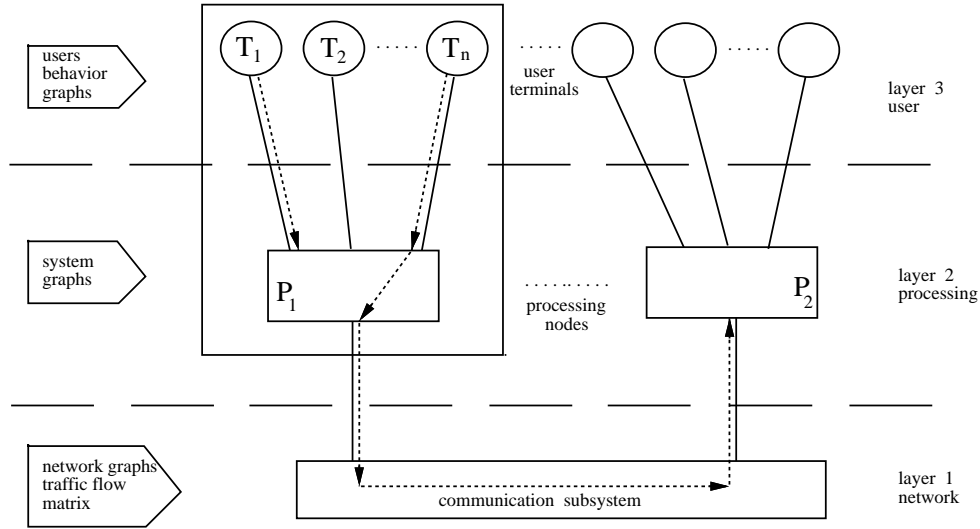 users
behavior
graphs
T1
T2
.....
Tn
.....
user
terminals
.....
layer 3
user
system
graphs
P1
..........
processing
nodes
P2
layer 2
processing
network graphs
traffic flow
matrix
communication subsystem
layer 1
network